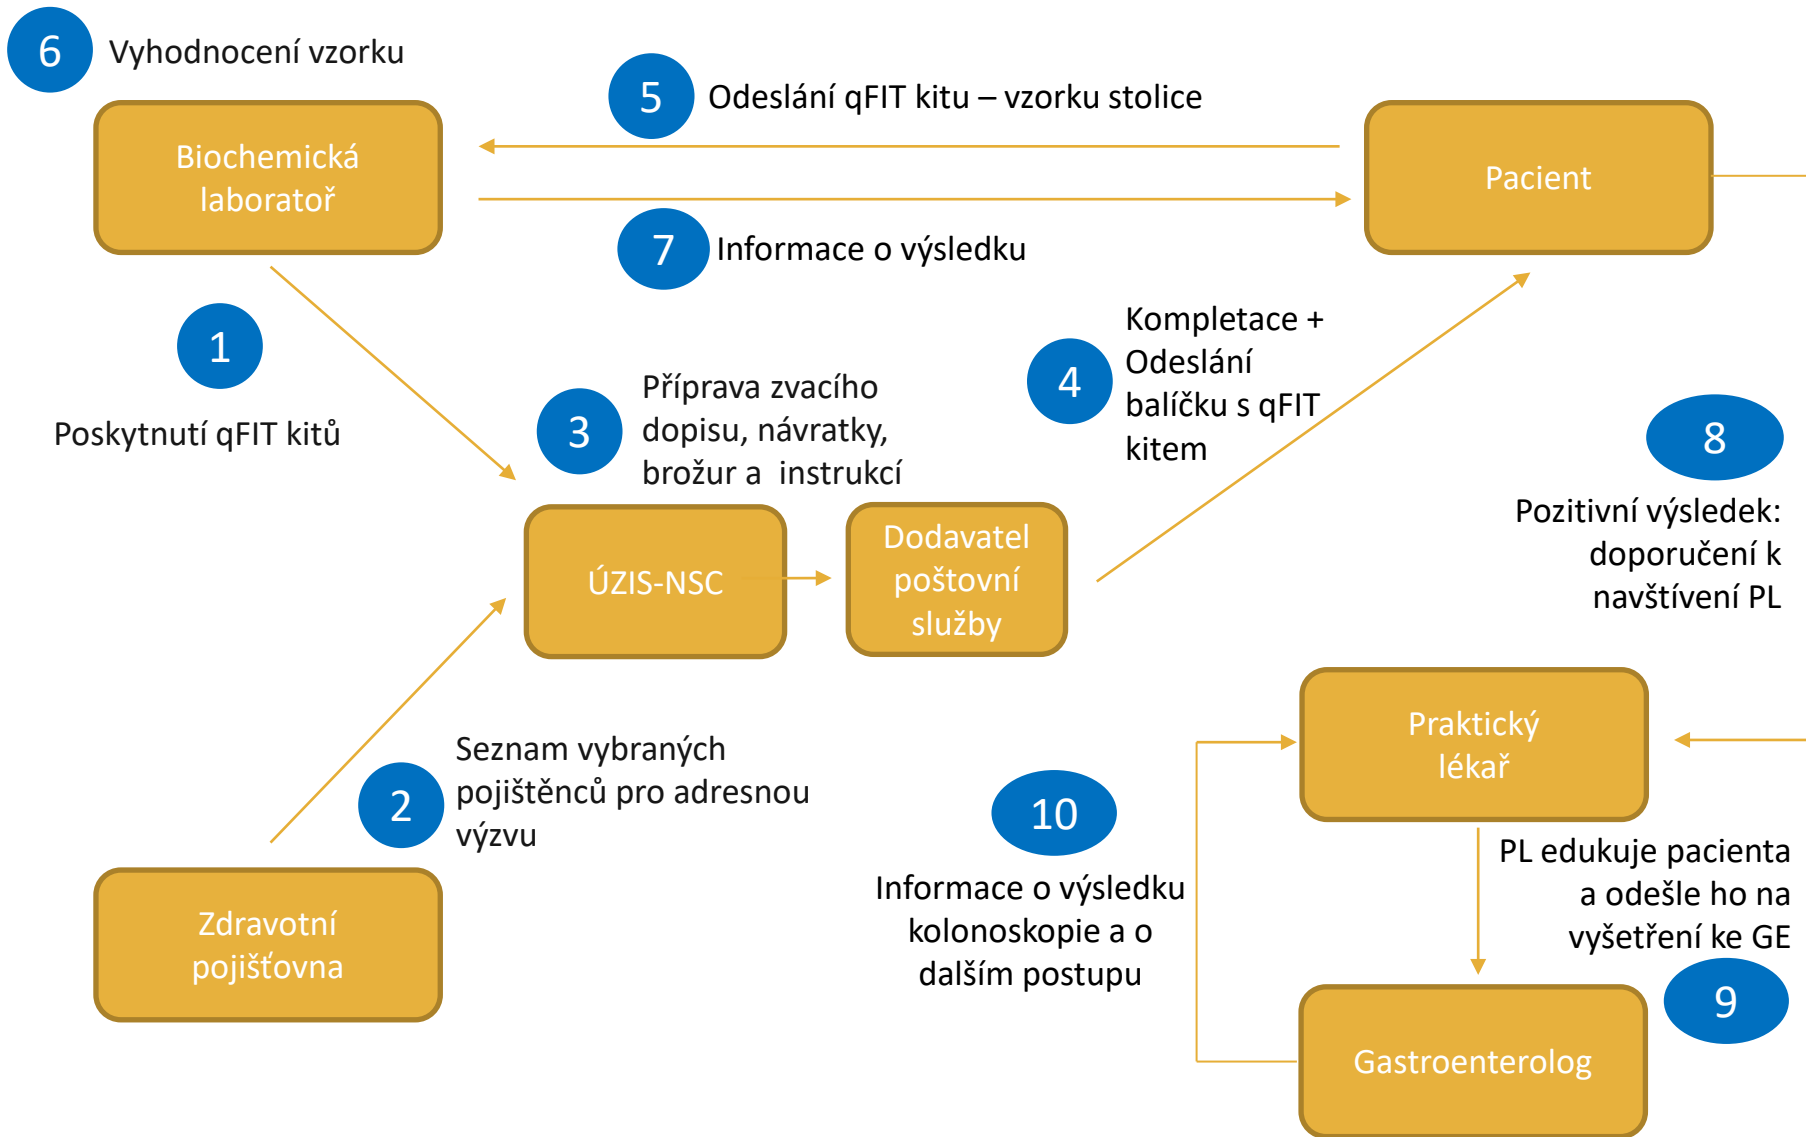 6
Vyhodnocení vzorku
5
Odeslání qFIT kitu – vzorku stolice
Biochemická
laboratoř
Pacient
7
Informace o výsledku
1
Poskytnutí qFIT kitů
3
Příprava zvacího
dopisu, návratky,
brožur a  instrukcí
4
Kompletace +
Odeslání
balíčku s qFIT
kitem
8
Pozitivní výsledek:
doporučení k
navštívení PL
ÚZIS-NSC
Dodavatel
poštovní
služby
2
Seznam vybraných
pojištěnců pro adresnou
výzvu
Zdravotní
pojišťovna
Praktický
lékař
10
Informace o výsledku
kolonoskopie a o
dalším postupu
PL edukuje pacienta
a odešle ho na
vyšetření ke GE
9
Gastroenterolog